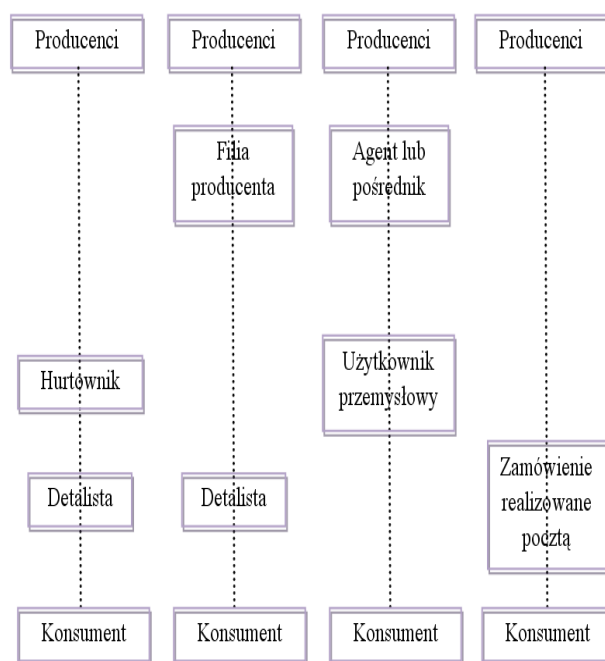 Producenci
Producenci
Producenci
Producenci
Filia
producenta
Agent lub
pośrednik
Hurtownik
Użytkownik
przemysłowy
Detalista
Detalista
Zamówienie
realizowane
pocztą
Konsument
Konsument
Konsument
Konsument